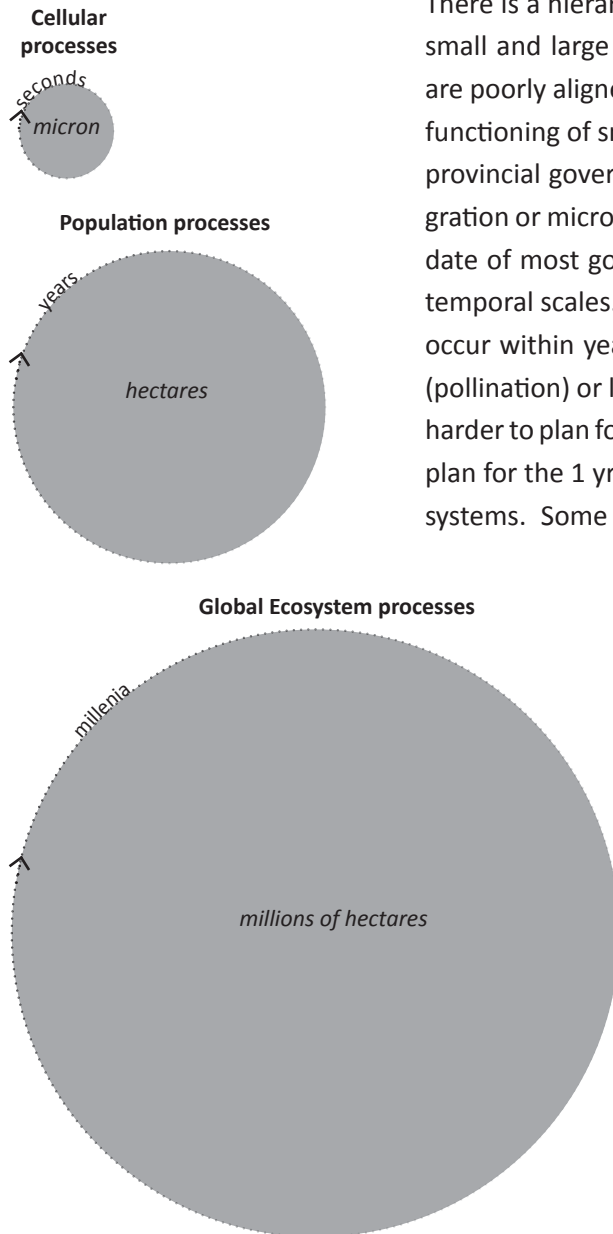 Cellular
processes
seconds
micron
Population processes
years
hectares
Global Ecosystem processes
millenia
millions of hectares
There is a hierar
small and large
are poorly aligne
functioning of sr
provincial gover
gration or micro
date of most go
temporal scales.
occur within yea
(pollination) or l
harder to plan fo
plan for the 1 yr
systems. Some